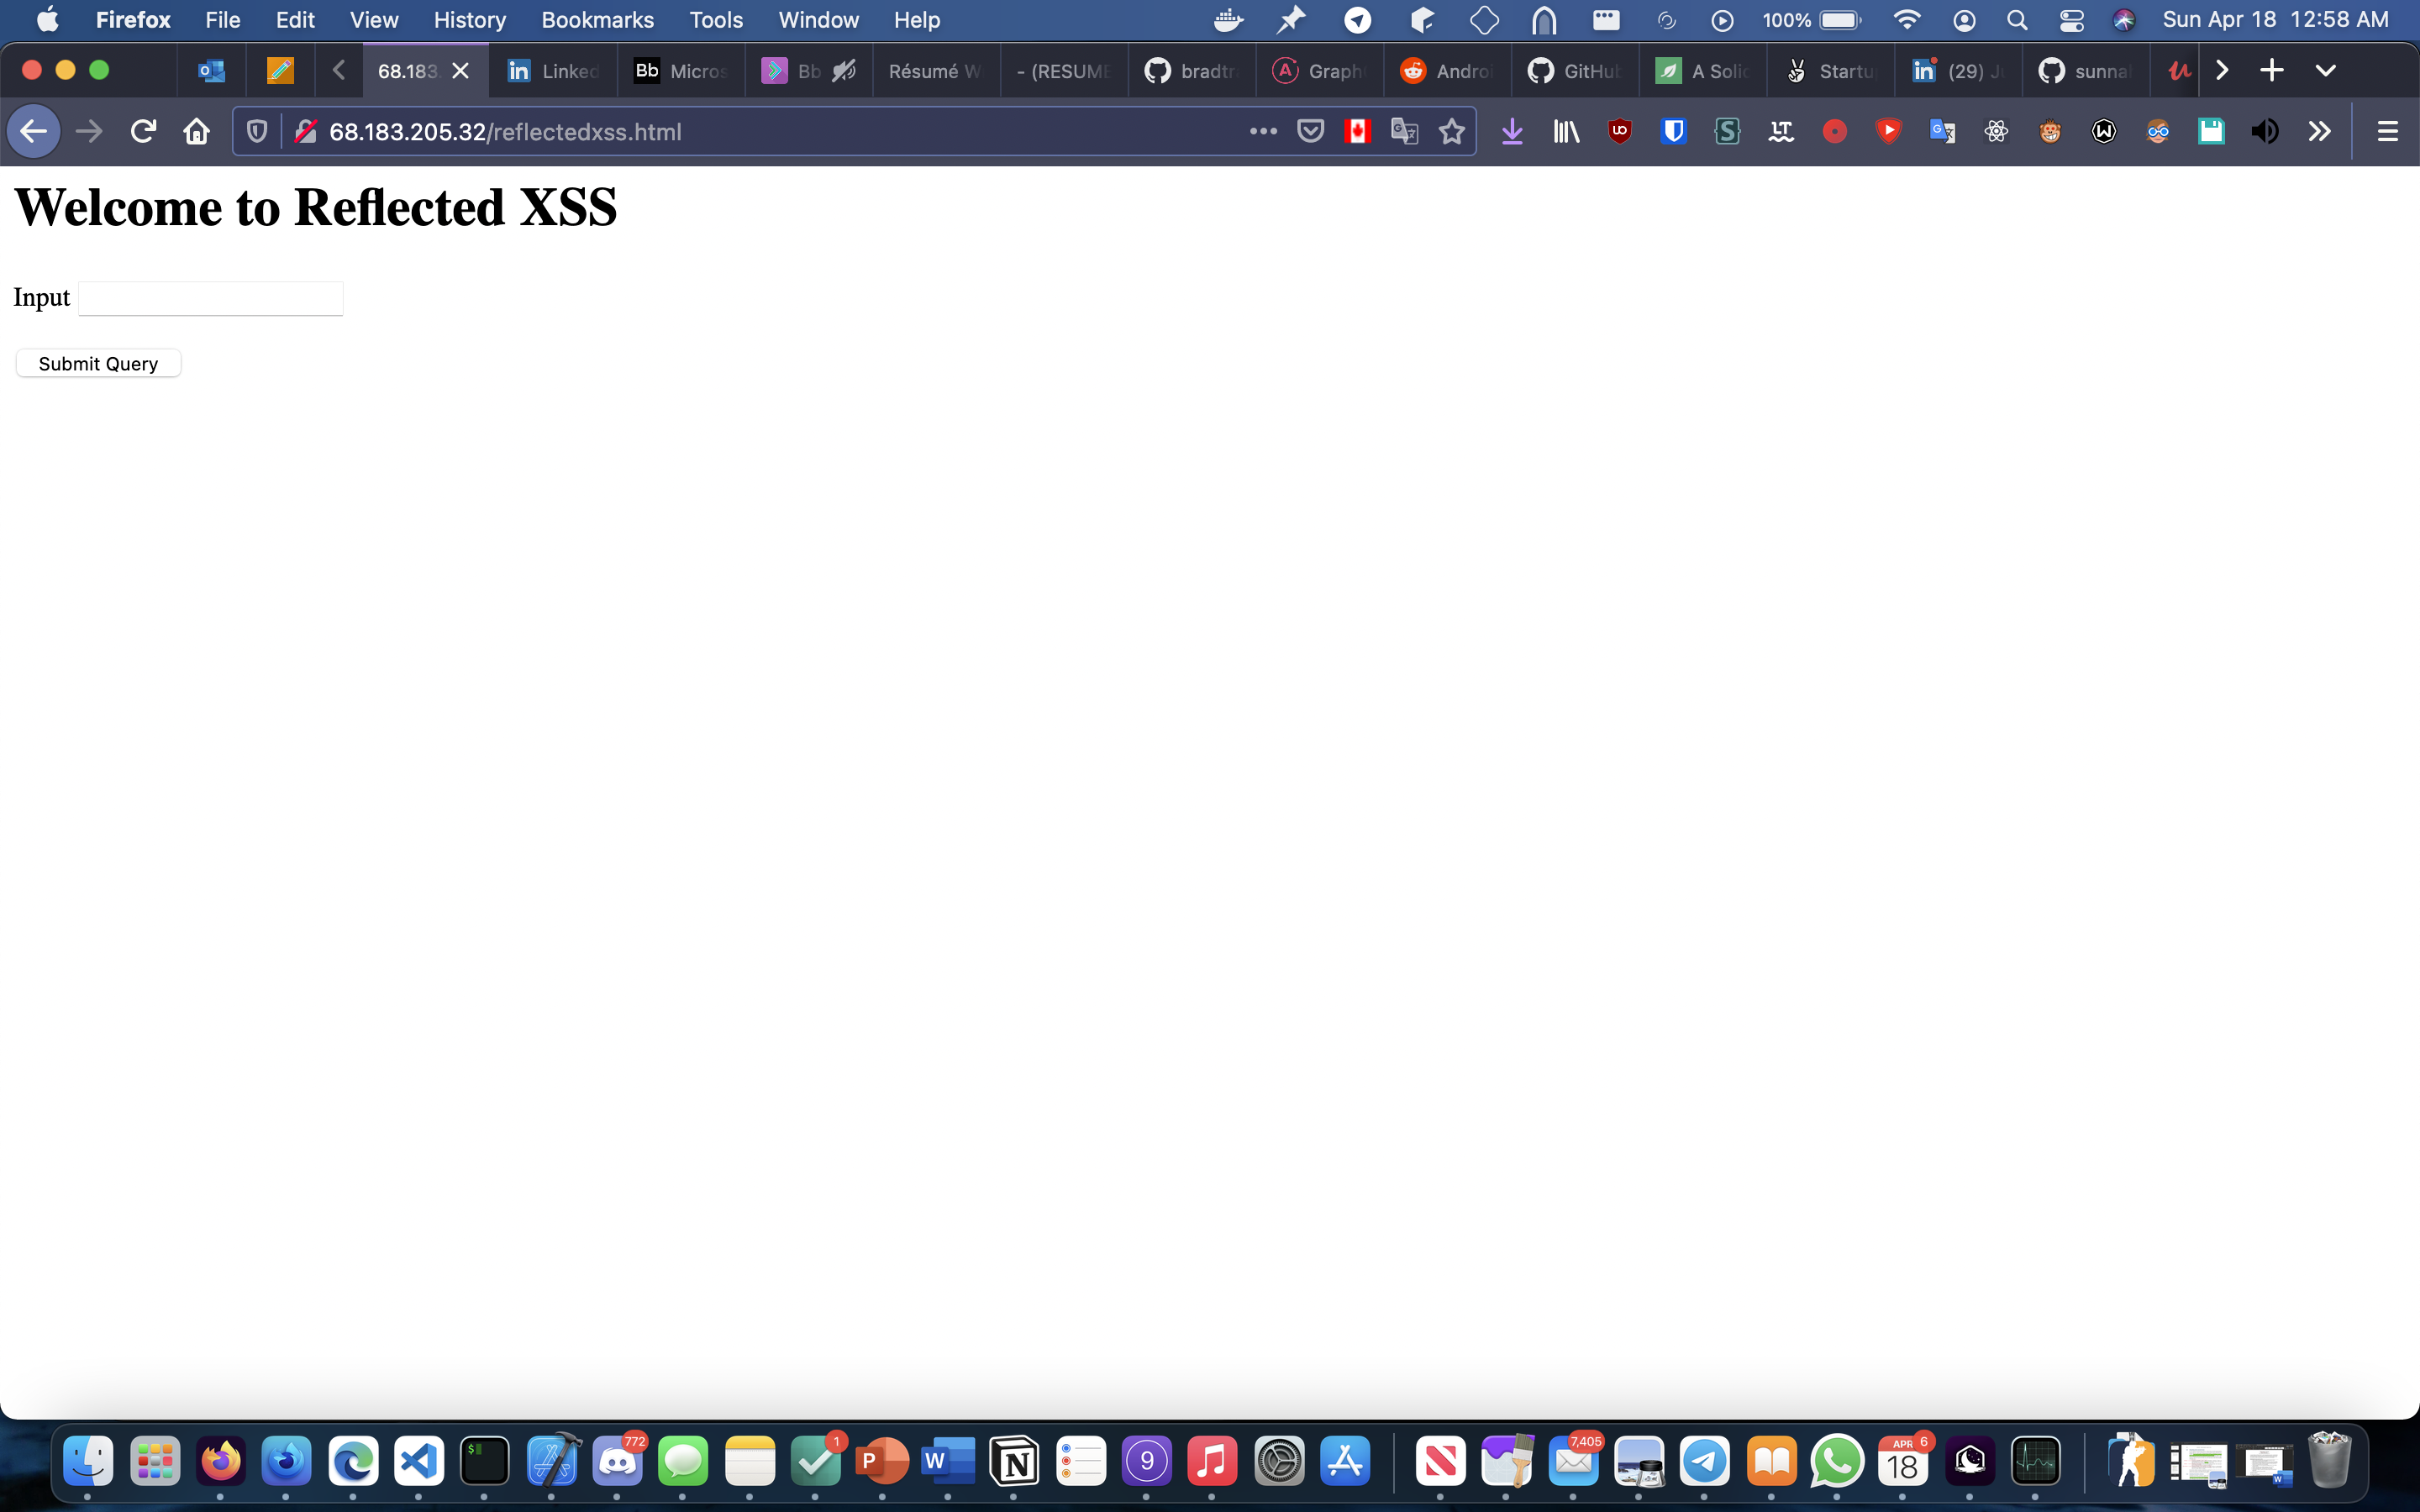 Firefox File Edit View History Bookmarks Tools Window Help 100% Sun Apr 18 12:58 AM
68.183. Linked Bb Micros Bb Résumé W - (RESUME bradtr Graph Androi GitHu A Solid Startu (29) J sunna
68.183.205.32/reflectedxss.html
Welcome to Reflected XSS
Input
Submit Query
772 1 7,405 APR 6
18